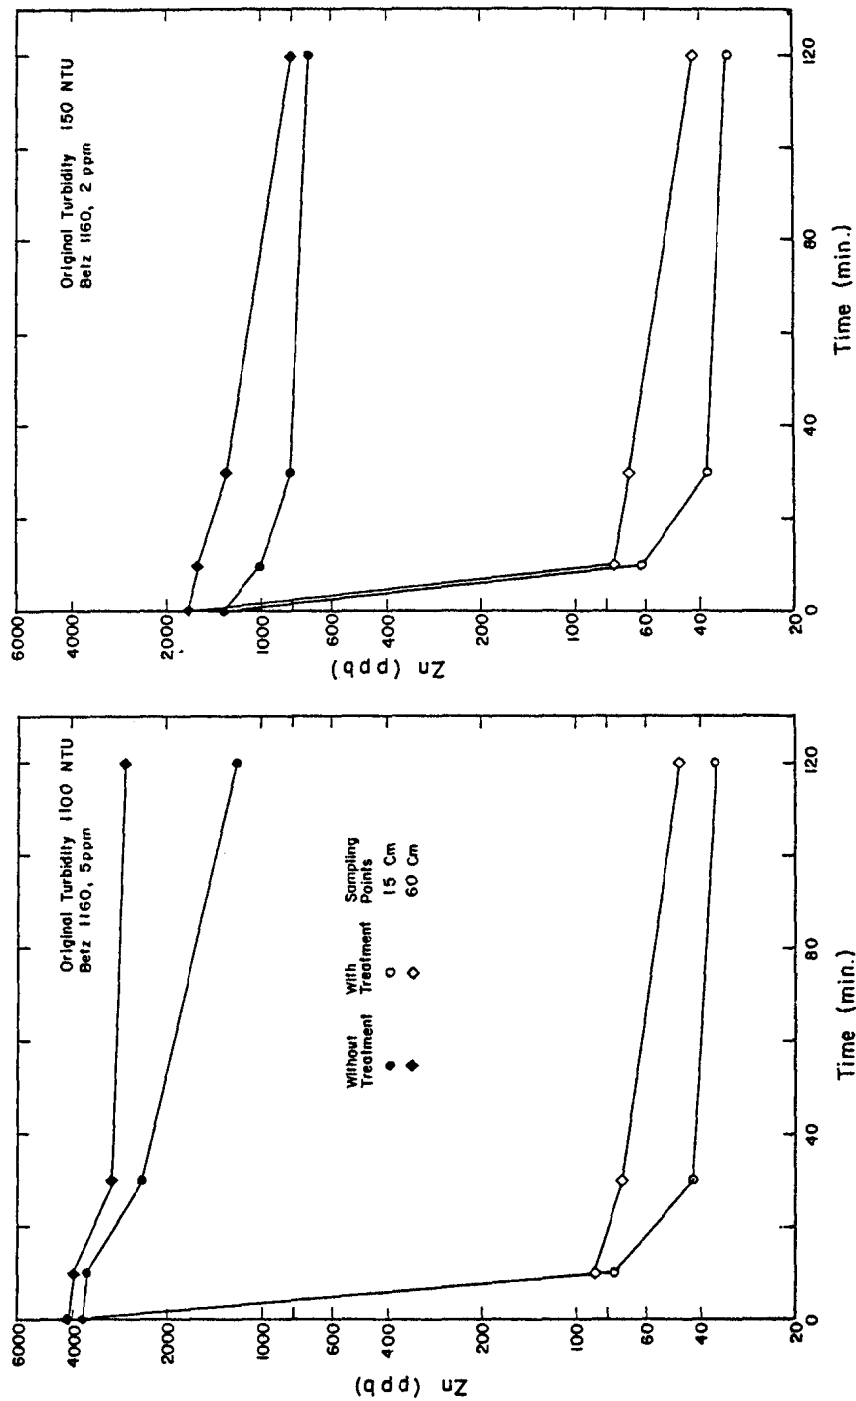 Original Turbidity 1100 NTU
Betz 1160, 5ppm
Without
Treatment
With
Treatment
Sampling
Points
15 Cm
60 Cm
6000
4000
2000
1000
600
400
200
100
60
40
20
Zn (ppb)
0
40
80
120
Time (min.)
Original Turbidity 150 NTU
Betz 1160, 2 ppm
6000
4000
2000
1000
600
400
200
100
60
40
20
Zn (ppb)
0
40
80
120
Time (min.)